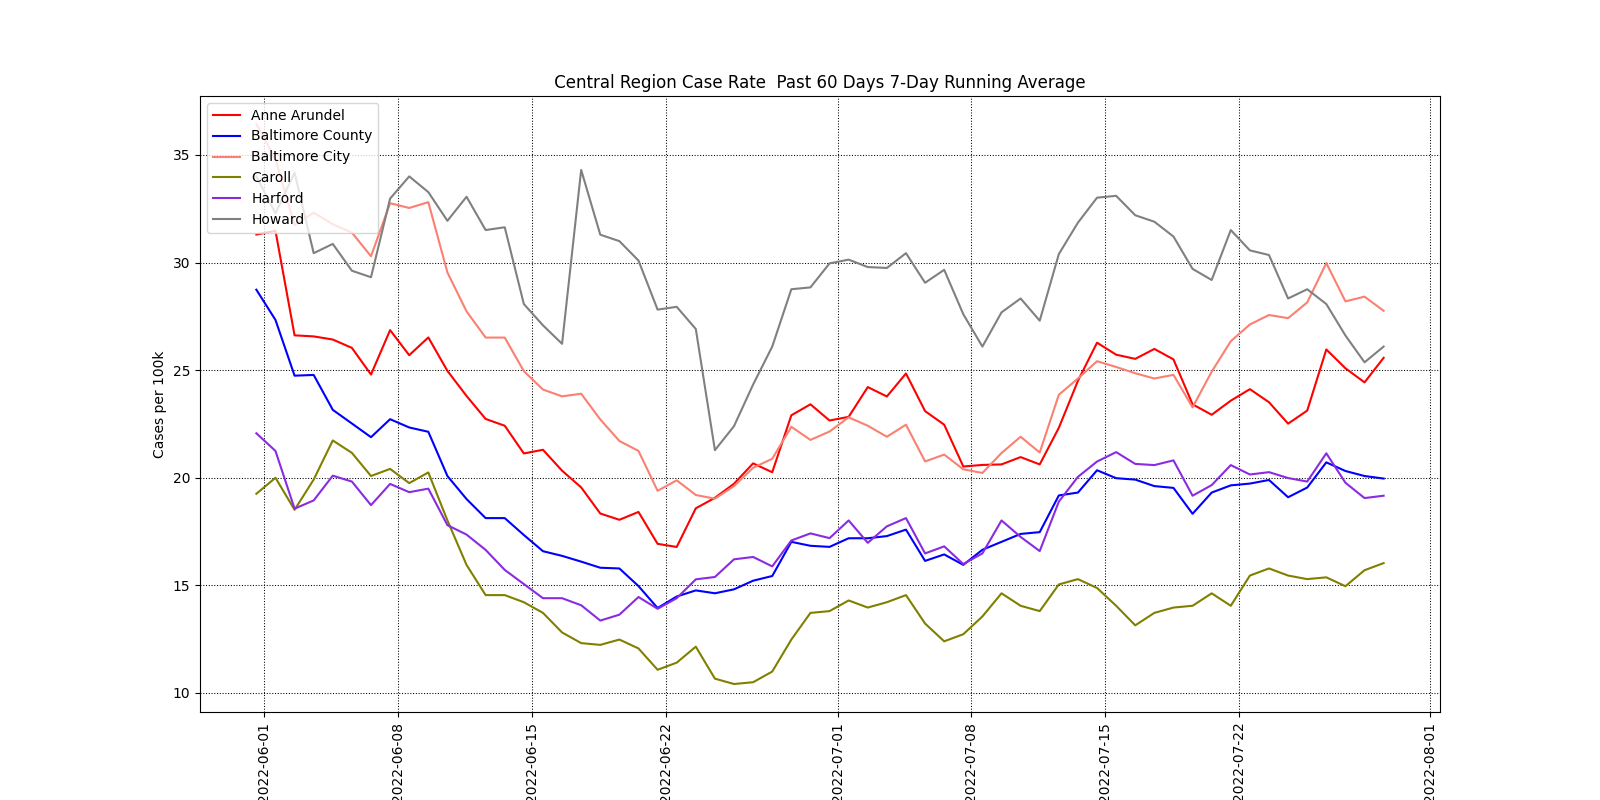 Central Region Case Rate  Past 60 Days 7-Day Running Average
Anne Arundel
Baltimore County
Baltimore City
Caroll
Harford
Howard
Cases per 100k
35
30
25
20
15
10
2022-06-01
2022-06-08
2022-06-15
2022-06-22
2022-07-01
2022-07-08
2022-07-15
2022-07-22
2022-08-01